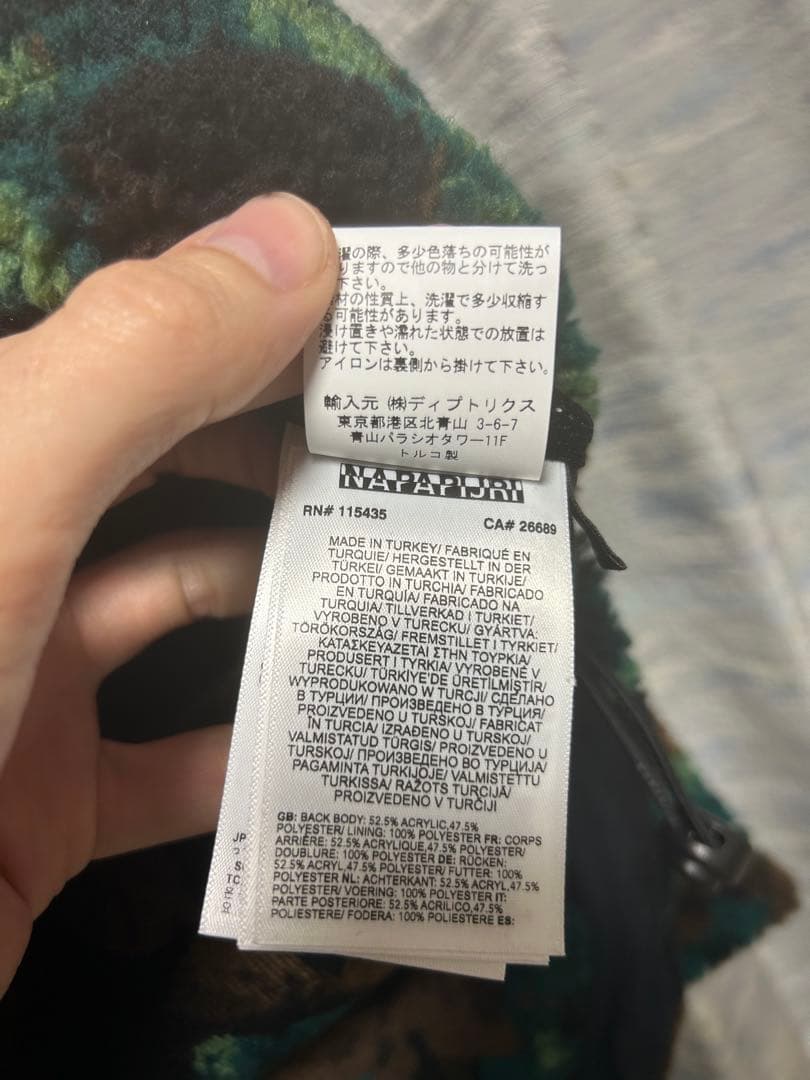 濯の際、多少色落ちの可能性が
りますので他の物と分けて洗っ
下さい。
材の性質上、洗濯で多少収縮す
る可能性があります。
浸け置きや濡れた状態での放置は
避けて下さい。
アイロンは裏側から掛けて下さい。
輸入元 (株)ディプトリクス
東京都港区北青山 3-6-7
青山パラシオタワー11F
トルコ製
NAPAPIJRI
RN# 115435 CA# 26689
MADE IN TURKEY/ FABRIQUÉ EN
TURQUIE/ HERGESTELLT IN DER
TÜRKEI/ GEMAAKT IN TURKIJE/
PRODOTTO IN TURCHIA/ FABRICADO
EN TURQUÍA/ FABRICADO NA
TURQUIA/ TILLVERKAD I TURKIET/
VYROBENO V TURECKU/ GYÁRTVA:
TÖRÖKORSZÁG/ FREMSTILLET I TYRKIET/
ΚΑΤΑΣΚΕΥΑΖΕΤΑΙ ΣΤΗΝ ΤΟΥΡΚΙΑ/
PRODUSERT I TYRKIA/ VYROBENÉ V
TURECKU/ TÜRKİYE'DE ÜRETİLMİŞTİR/
WYPRODUKOWANO W TURCJI/ СДЕЛАНО
В ТУРЦИИ/ ПРОИЗВЕДЕНО В ТУРЦИЯ/
PROIZVEDENO U TURSKOJ/ FABRICAT
ÎN TURCIA/ IZRAĐENO U TURSKOJ/
VALMISTATUD TÜRGIS/ PROIZVEDENO U
TURSKOJ/ ПРОИЗВЕДЕНО ВО ТУРЦИЈА/
PAGAMINTA TURKIJOJE/ VALMISTETTU
TURKISSA/ RAŽOTS TURCIJĀ/
PROIZVEDENO V TURČIJI
GB: BACK BODY: 52.5% ACRYLIC,47.5%
POLYESTER/ LINING: 100% POLYESTER FR: CORPS
ARRIÈRE: 52.5% ACRYLIQUE,47.5% POLYESTER/
DOUBLURE: 100% POLYESTER DE: RÜCKEN:
52.5% ACRYL,47.5% POLYESTER/ FUTTER: 100%
POLYESTER NL: ACHTERKANT: 52.5% ACRYL,47.5%
POLYESTER/ VOERING: 100% POLYESTER IT:
PARTE POSTERIORE: 52.5% ACRILICO,47.5%
POLIESTERE/ FODERA: 100% POLIESTERE ES:
JP
S
TC